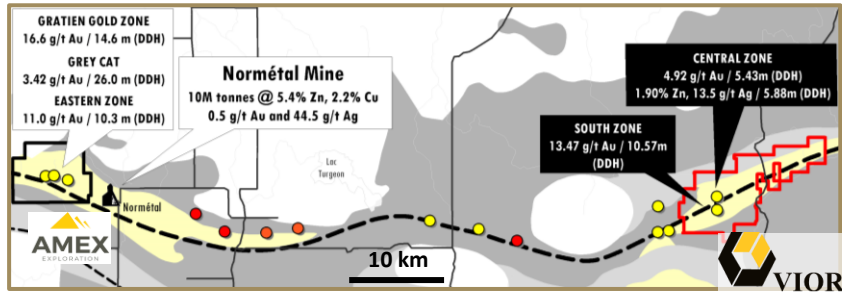 GRATIEN GOLD ZONE
16.6 g/t Au / 14.6 m (DDH)
GREY CAT
3.42 g/t Au / 26.0 m (DDH)
EASTERN ZONE
11.0 g/t Au / 10.3 m (DDH)
Normétal Mine
10M tonnes @ 5.4% Zn, 2.2% Cu
0.5 g/t Au and 44.5 g/t Ag
CENTRAL ZONE
4.92 g/t Au / 5.43m (DDH)
1.90% Zn, 13.5 g/t Ag / 5.88m (DDH)
SOUTH ZONE
13.47 g/t Au / 10.57m
(DDH)
Lac
Turgeon
Normétal
AMEX
EXPLORATION
10 km
VIOR